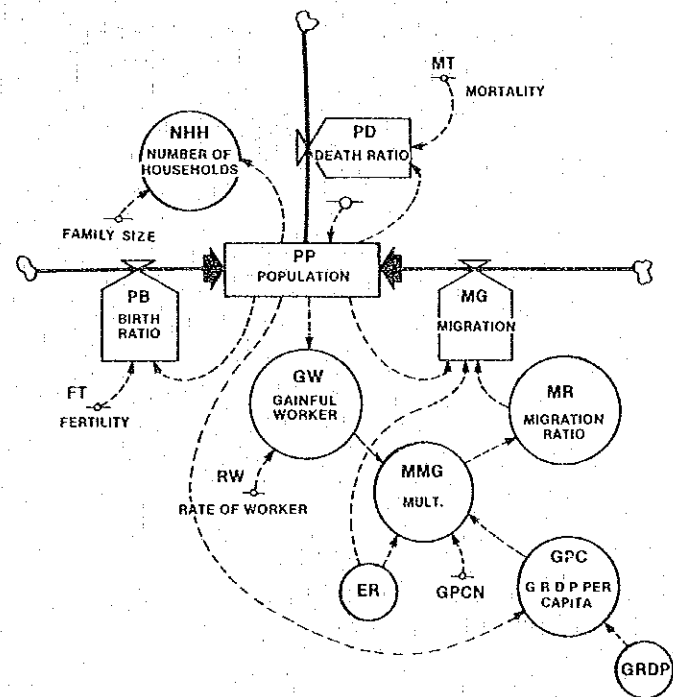 MT
MORTALITY
PD
DEATH RATIO
NHH
NUMBER OF
HOUSEHOLDS
FAMILY SIZE
PP
POPULATION
PB
BIRTH
RATIO
MG
MIGRATION
FT
FERTILITY
GW
GAINFUL
WORKER
MR
MIGRATION
RATIO
RW
RATE OF WORKER
MMG
MULT.
ER
GPCN
GPC
G R D P PER
CAPITA
GRDP